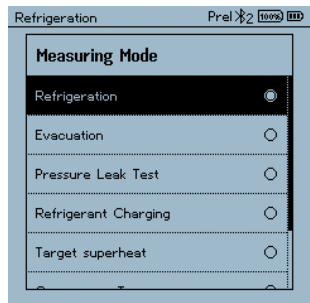 Refrigeration Prel 2 100%
Measuring Mode
Refrigeration
Evacuation
Pressure Leak Test
Refrigerant Charging
Target superheat